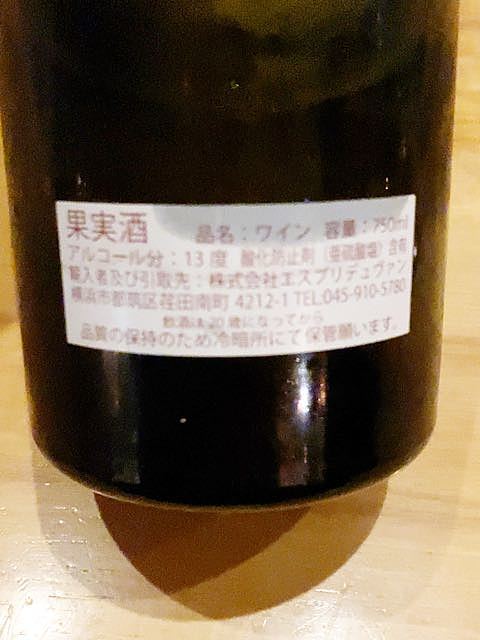 果実酒 品名：ワイン 容量：750ml
アルコール分：13度 酸化防止剤（亜硫酸塩）含有
輸入者及び引取先：株式会社エスプリデュヴァン
横浜市都筑区荏田南町 4212-1 TEL:045-910-5780
飲酒は20歳になってから
品質の保持のため冷暗所にて保管願います。